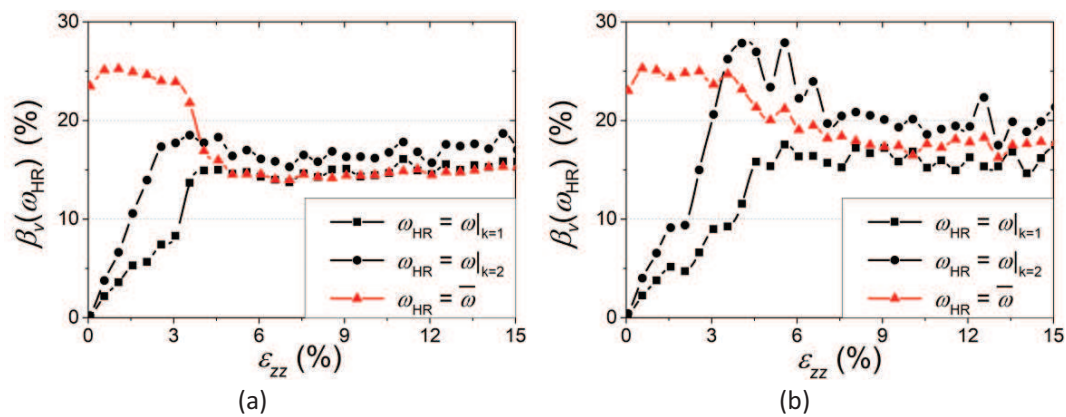 30
20
10
0
βᵥ(ω_HR) (%)
0 3 6 9 12 15
ε_zz (%)
ω_HR = ω|_k=1
ω_HR = ω|_k=2
ω_HR = ω̅
(a)
30
20
10
0
βᵥ(ω_HR) (%)
0 3 6 9 12 15
ε_zz (%)
ω_HR = ω|_k=1
ω_HR = ω|_k=2
ω_HR = ω̅
(b)